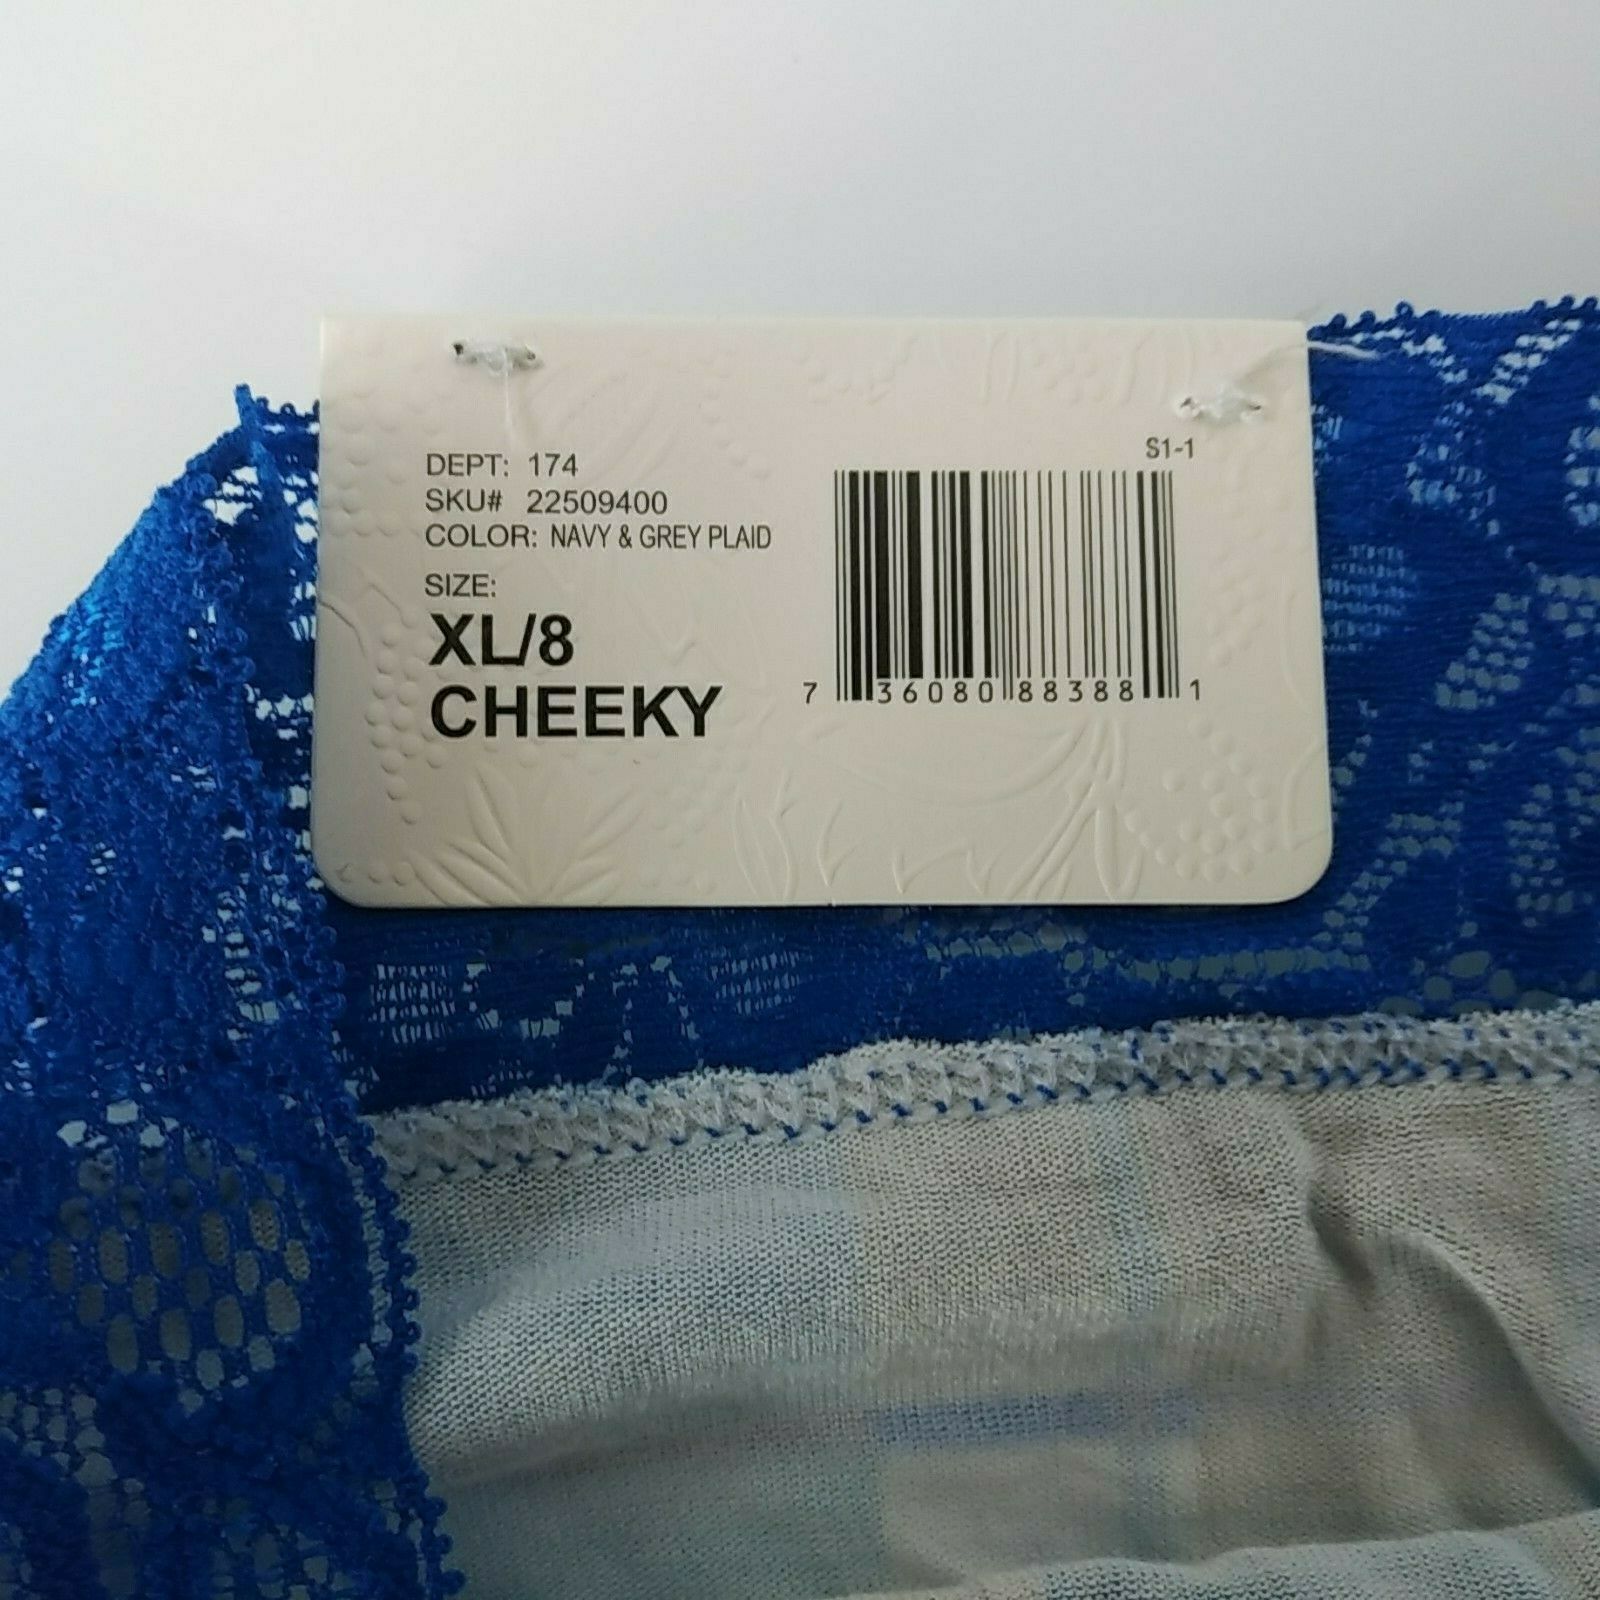 DEPT: 174
SKU# 22509400
COLOR: NAVY & GREY PLAID
SIZE:
XL/8
CHEEKY
S1-1
7 36080 88388 1